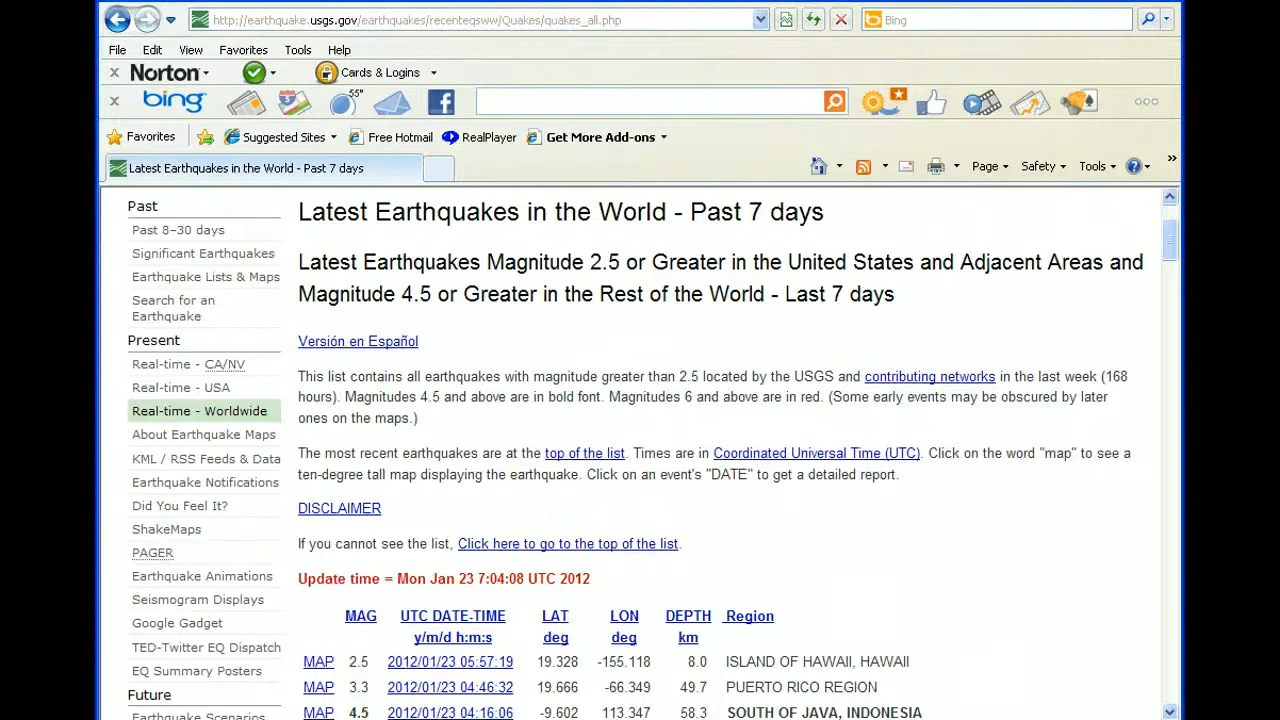 http://earthquake.usgs.gov/earthquakes/recenteqsww/Quakes/quakes_all.php
Bing
File Edit View Favorites Tools Help
Norton Cards & Logins
bing 55°
Favorites Suggested Sites Free Hotmail RealPlayer Get More Add-ons
Latest Earthquakes in the World - Past 7 days
Page Safety Tools
Past
Past 8–30 days
Significant Earthquakes
Earthquake Lists & Maps
Search for an
Earthquake
Present
Real-time - CA/NV
Real-time - USA
Real-time - Worldwide
About Earthquake Maps
KML / RSS Feeds & Data
Earthquake Notifications
Did You Feel It?
ShakeMaps
PAGER
Earthquake Animations
Seismogram Displays
Google Gadget
TED-Twitter EQ Dispatch
EQ Summary Posters
Future
Earthquake Scenarios
Latest Earthquakes in the World - Past 7 days
Latest Earthquakes Magnitude 2.5 or Greater in the United States and Adjacent Areas and
Magnitude 4.5 or Greater in the Rest of the World - Last 7 days
Versión en Español
This list contains all earthquakes with magnitude greater than 2.5 located by the USGS and contributing networks in the last week (168
hours). Magnitudes 4.5 and above are in bold font. Magnitudes 6 and above are in red. (Some early events may be obscured by later
ones on the maps.)
The most recent earthquakes are at the top of the list. Times are in Coordinated Universal Time (UTC). Click on the word "map" to see a
ten-degree tall map displaying the earthquake. Click on an event's "DATE" to get a detailed report.
DISCLAIMER
If you cannot see the list, Click here to go to the top of the list.
Update time = Mon Jan 23 7:04:08 UTC 2012
MAG UTC DATE-TIME LAT LON DEPTH Region
y/m/d h:m:s deg deg km
MAP 2.5 2012/01/23 05:57:19 19.328 -155.118 8.0 ISLAND OF HAWAII, HAWAII
MAP 3.3 2012/01/23 04:46:32 19.666 -66.349 49.7 PUERTO RICO REGION
MAP 4.5 2012/01/23 04:16:06 -9.602 113.347 58.3 SOUTH OF JAVA, INDONESIA